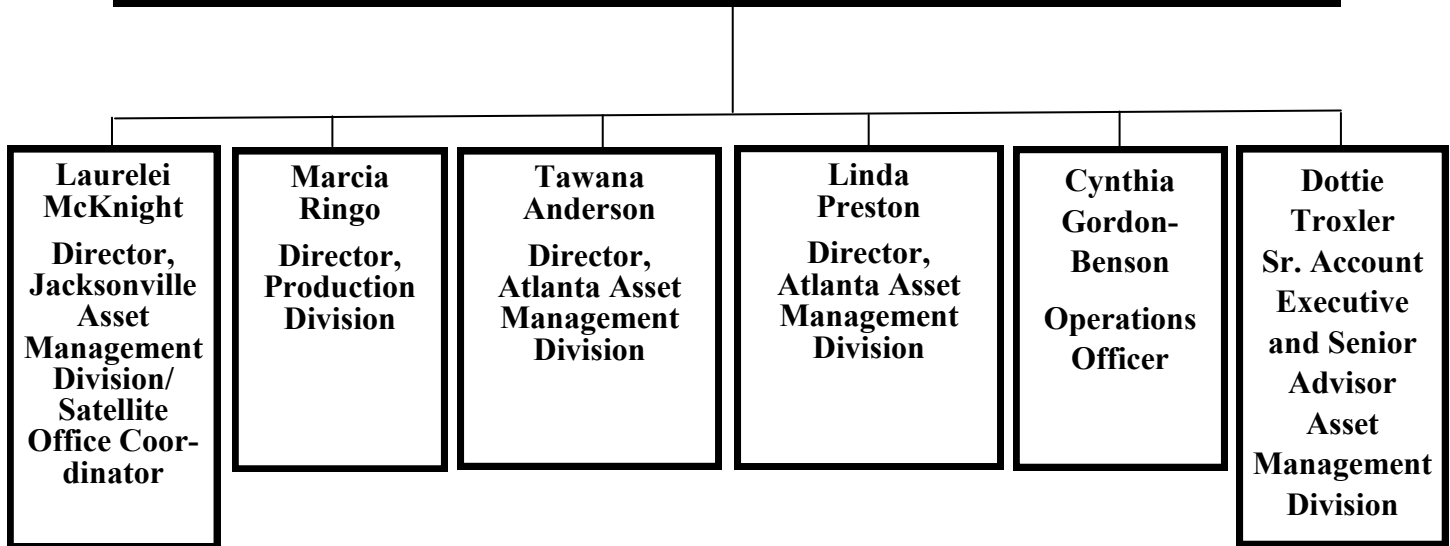 Laurelei
McKnight
Director,
Jacksonville
Asset
Management
Division/
Satellite
Office Coor-
dinator
Marcia
Ringo
Director,
Production
Division
Tawana
Anderson
Director,
Atlanta Asset
Management
Division
Linda
Preston
Director,
Atlanta Asset
Management
Division
Cynthia
Gordon-
Benson
Operations
Officer
Dottie
Troxler
Sr. Account
Executive
and Senior
Advisor
Asset
Management
Division